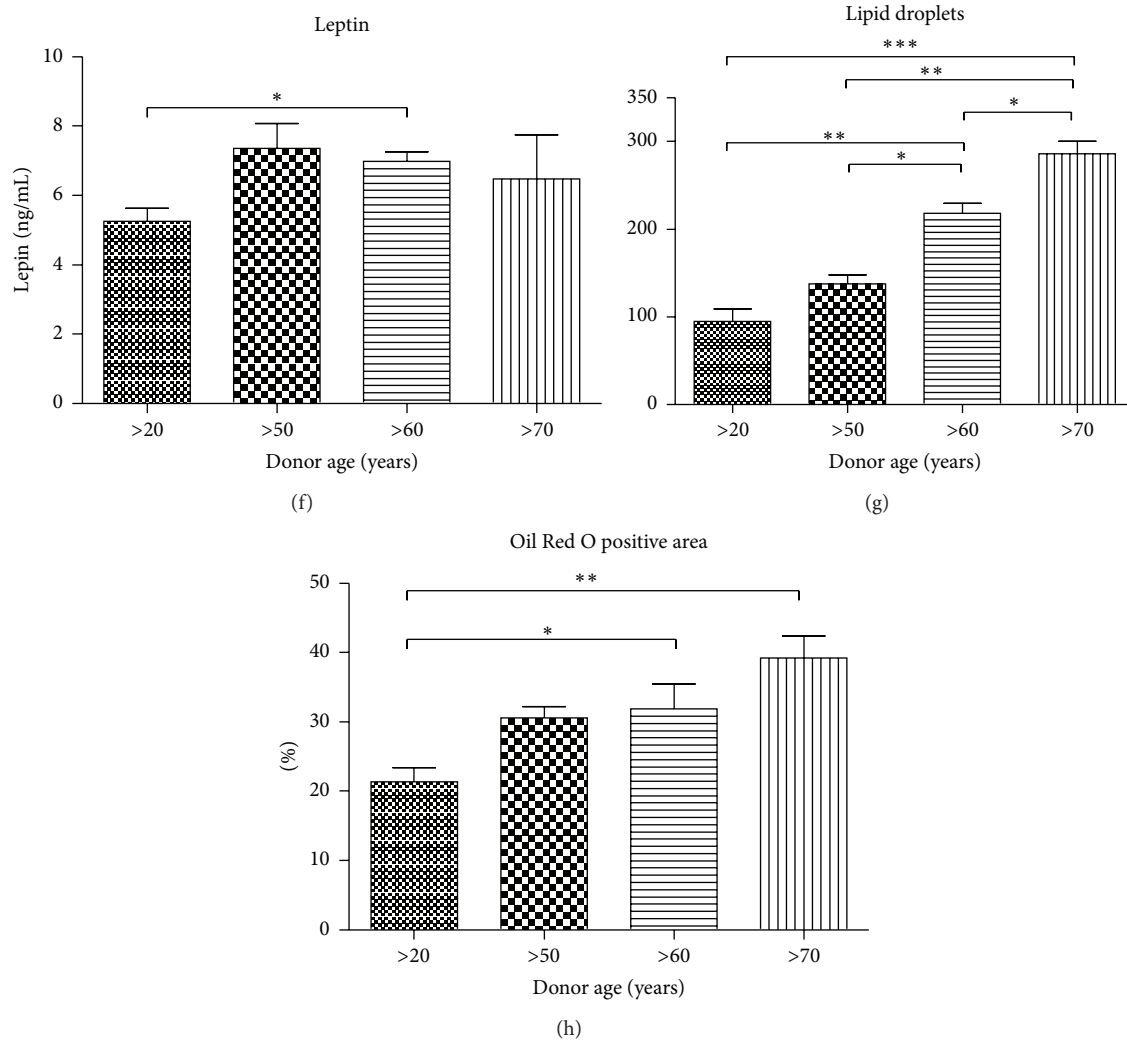 Leptin
*
10
8
6
4
2
0
Lepin (ng/mL)
>20 >50 >60 >70
Donor age (years)
(f)
Lipid droplets
***
**
*
**
*
350
300
200
100
0
>20 >50 >60 >70
Donor age (years)
(g)
Oil Red O positive area
**
*
50
40
30
20
10
0
(%)
>20 >50 >60 >70
Donor age (years)
(h)